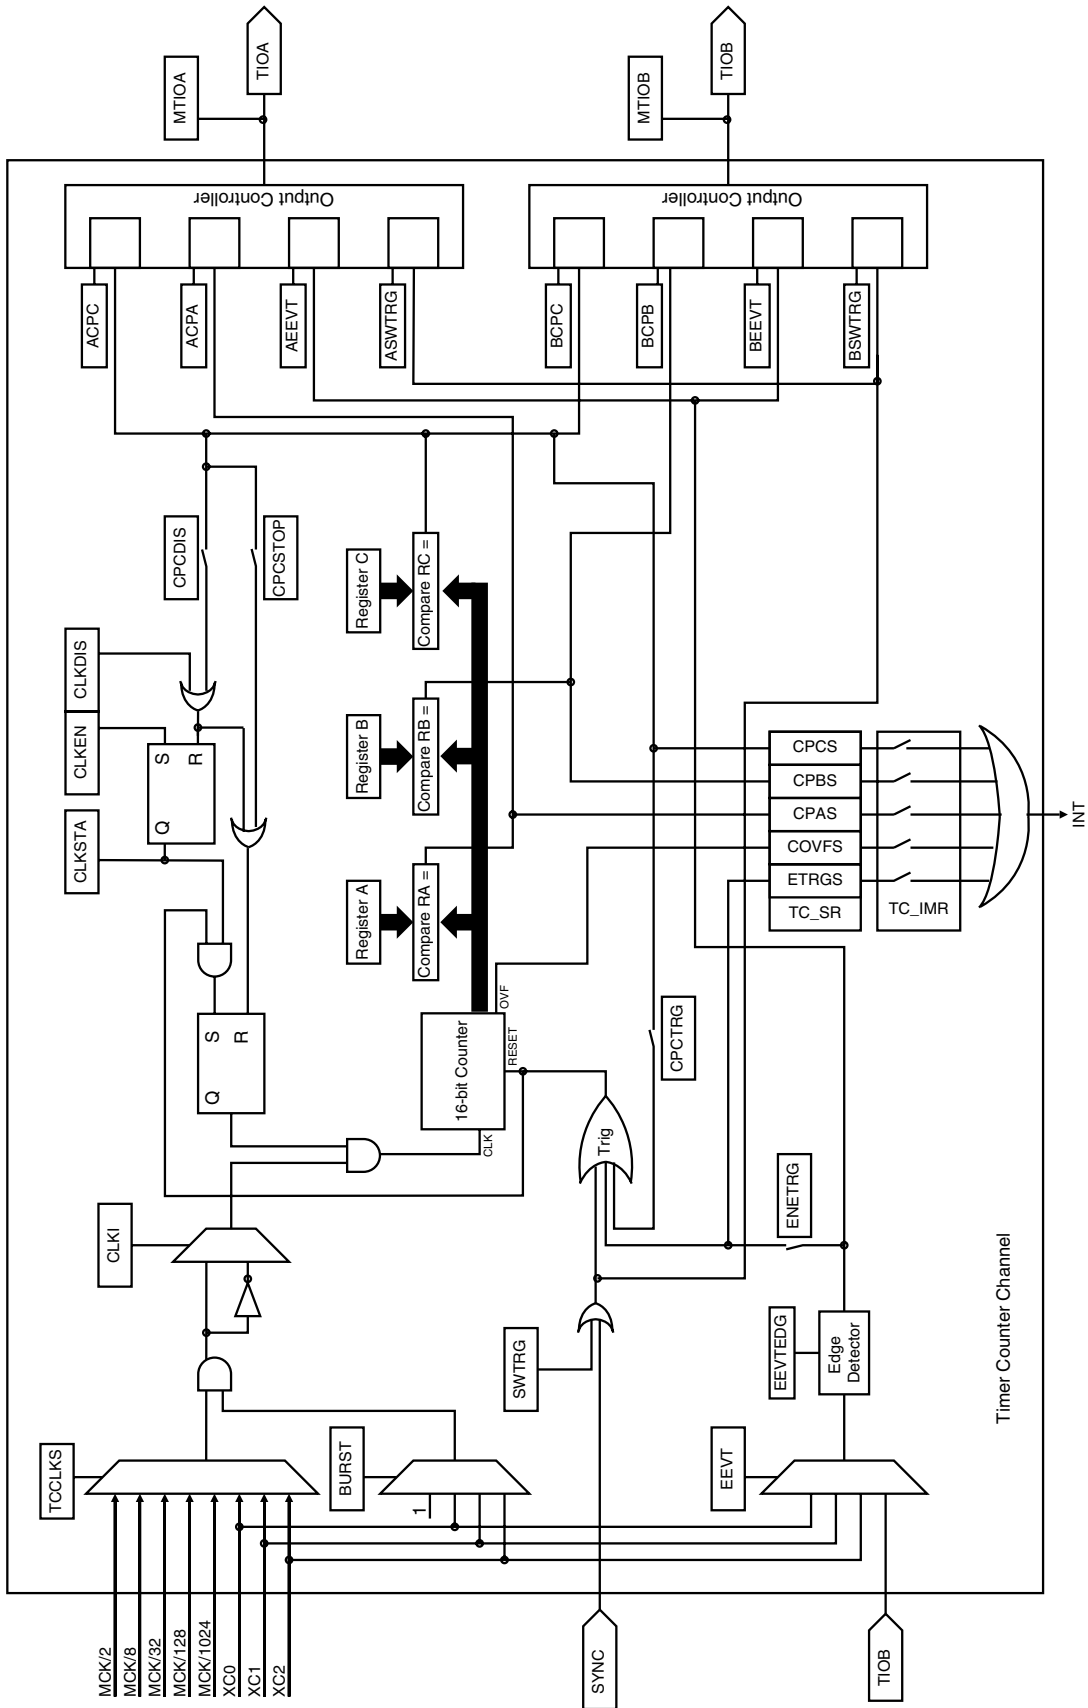 TIOA
MTIOA
TIOB
MTIOB
Output Controller
Output Controller
ACPC
ACPA
AEEVT
ASWTRG
BCPC
BCPB
BEEVT
BSWTRG
CPCDIS
CPCSTOP
CLKDIS
CLKEN
CLKSTA
S
R
Q
Register C
Compare RC =
Register B
Compare RB =
Register A
Compare RA =
CPCS
CPBS
CPAS
COVFS
ETRGS
TC_SR
TC_IMR
INT
S
R
Q
16-bit Counter
OVF
RESET
CLK
CPCTRG
Trig
ENETRG
CLKI
SWTRG
EEVTEDG
Edge
Detector
Timer Counter Channel
TCCLKS
BURST
1
EEVT
MCK/2
MCK/8
MCK/32
MCK/128
MCK/1024
XC0
XC1
XC2
SYNC
TIOB